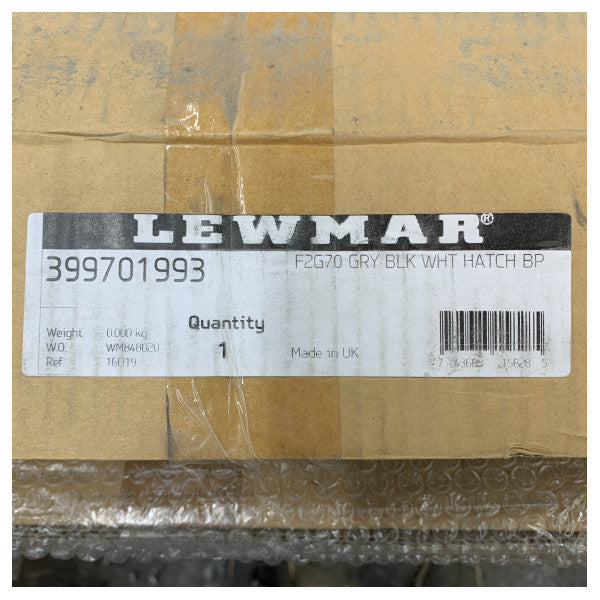 LEWMAR®
399701993
F2G70 GRY BLK WHT HATCH BP
Weight : 0.000 kg
W.O. WM848020
Ref 16D19
Quantity
1
Made in UK